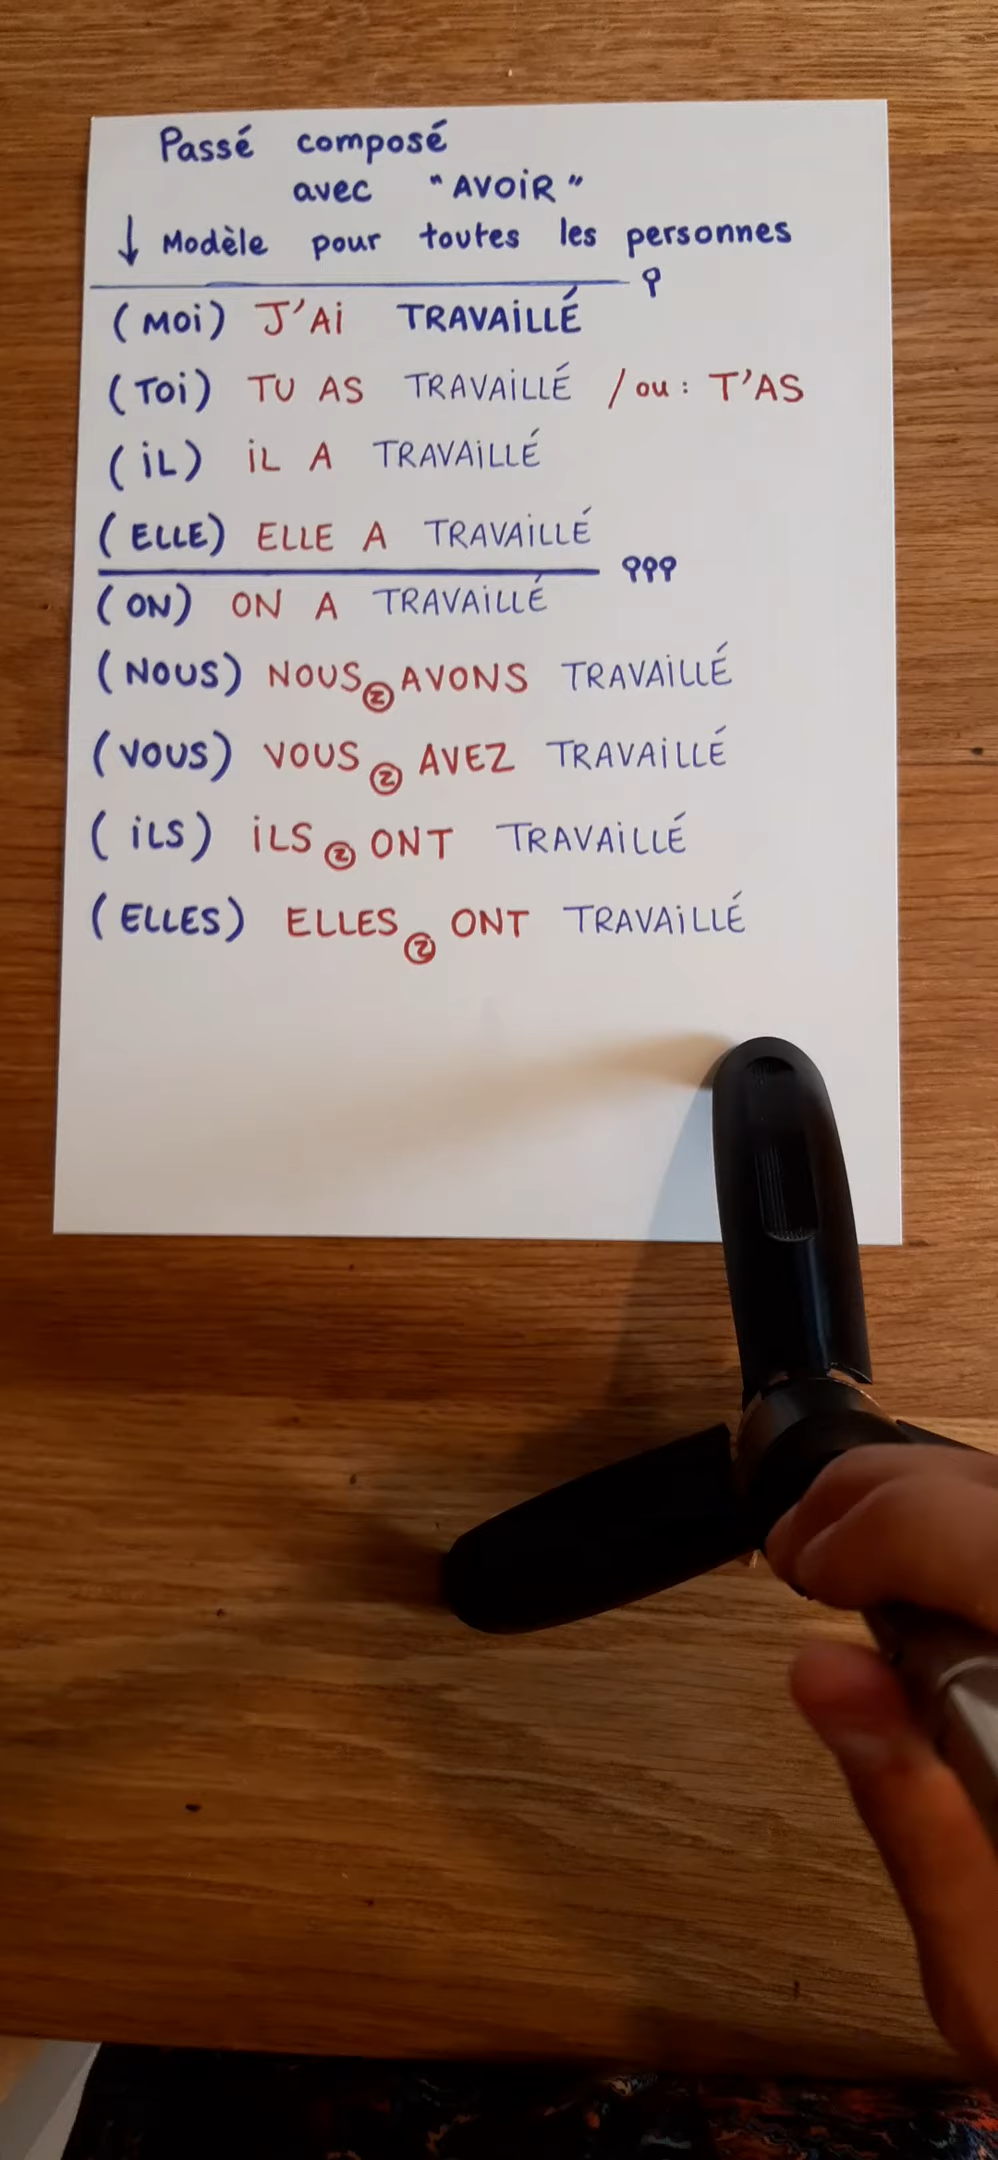 Passé composé
avec "AVOiR"
↓ Modèle pour toutes les personnes
(MOi) J'Ai TRAVAiLLÉ
(TOi) TU AS TRAVAiLLÉ / ou : T'AS
(iL) iL A TRAVAiLLÉ
(ELLE) ELLE A TRAVAiLLÉ
(ON) ON A TRAVAiLLÉ
(NOUS) NOUS Z AVONS TRAVAiLLÉ
(VOUS) VOUS Z AVEZ TRAVAiLLÉ
(iLS) iLS Z ONT TRAVAiLLÉ
(ELLES) ELLES Z ONT TRAVAiLLÉ